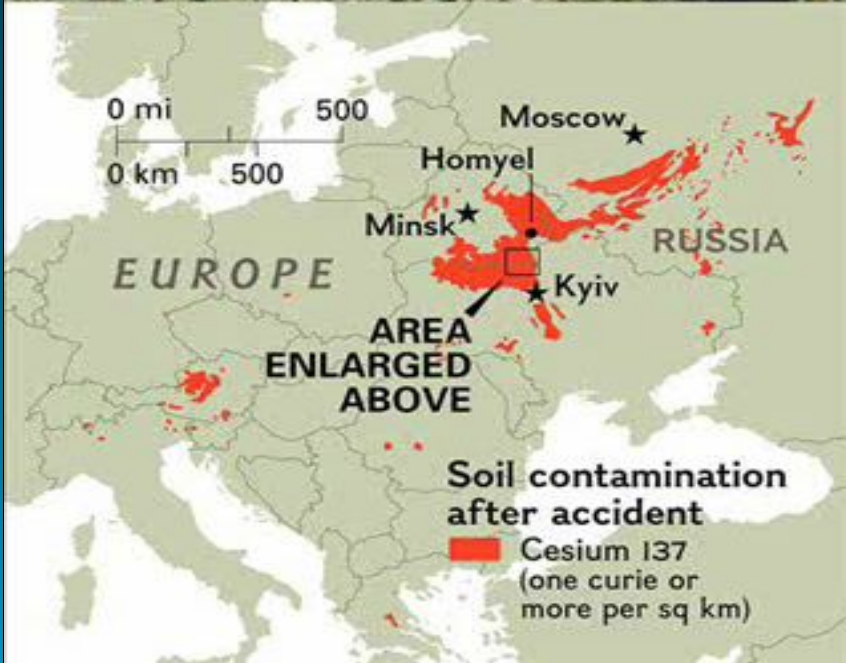 0 mi 500
0 km 500
Moscow
Homyel
Minsk
RUSSIA
EUROPE
Kyiv
AREA
ENLARGED
ABOVE
Soil contamination
after accident
Cesium 137
(one curie or
more per sq km)